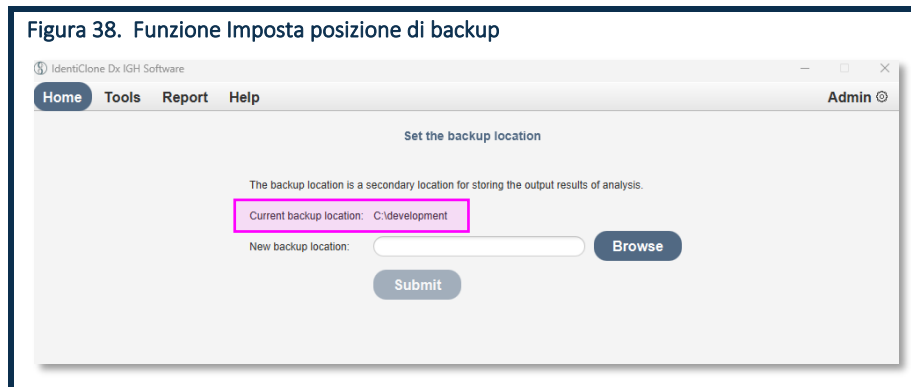 Figura 38. Funzione Imposta posizione di backup
IdentiClone Dx IGH Software
Home Tools Report Help Admin
Set the backup location
The backup location is a secondary location for storing the output results of analysis.
Current backup location: C:\development
New backup location: Browse
Submit